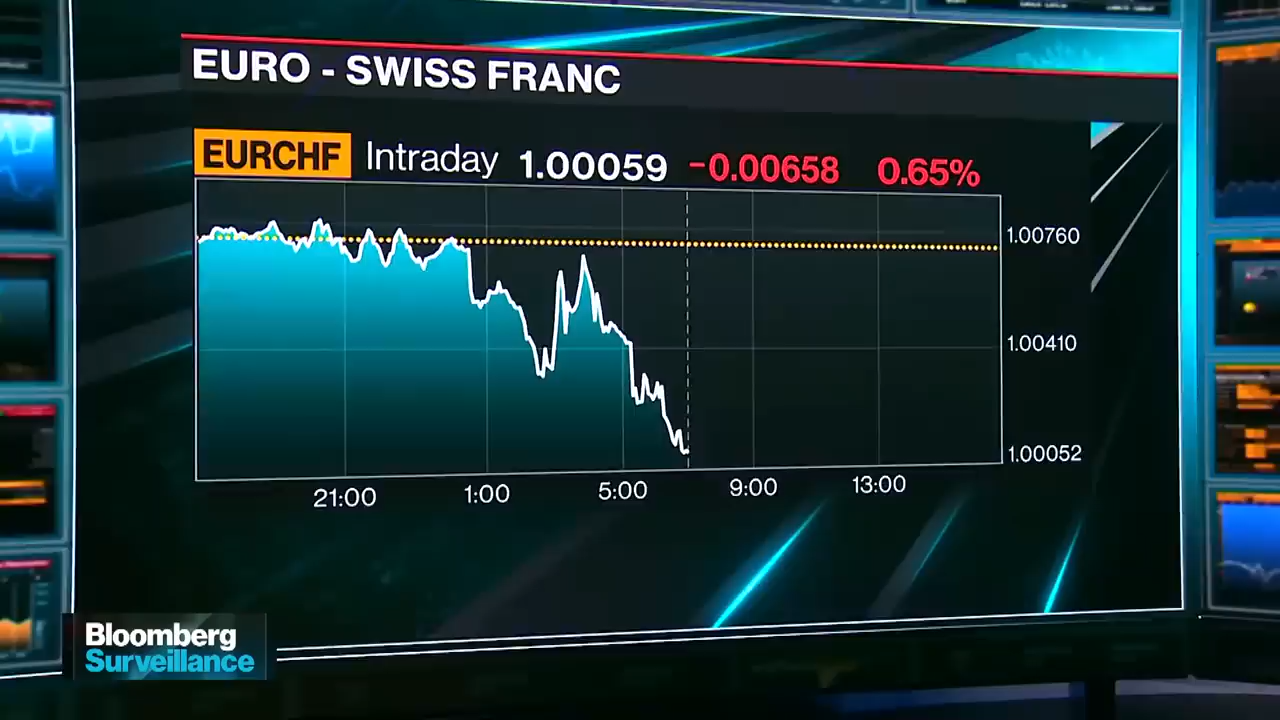 EURO - SWISS FRANC
EURCHF Intraday 1.00059 -0.00658 0.65%
1.00760
1.00410
1.00052
21:00 1:00 5:00 9:00 13:00
Bloomberg
Surveillance